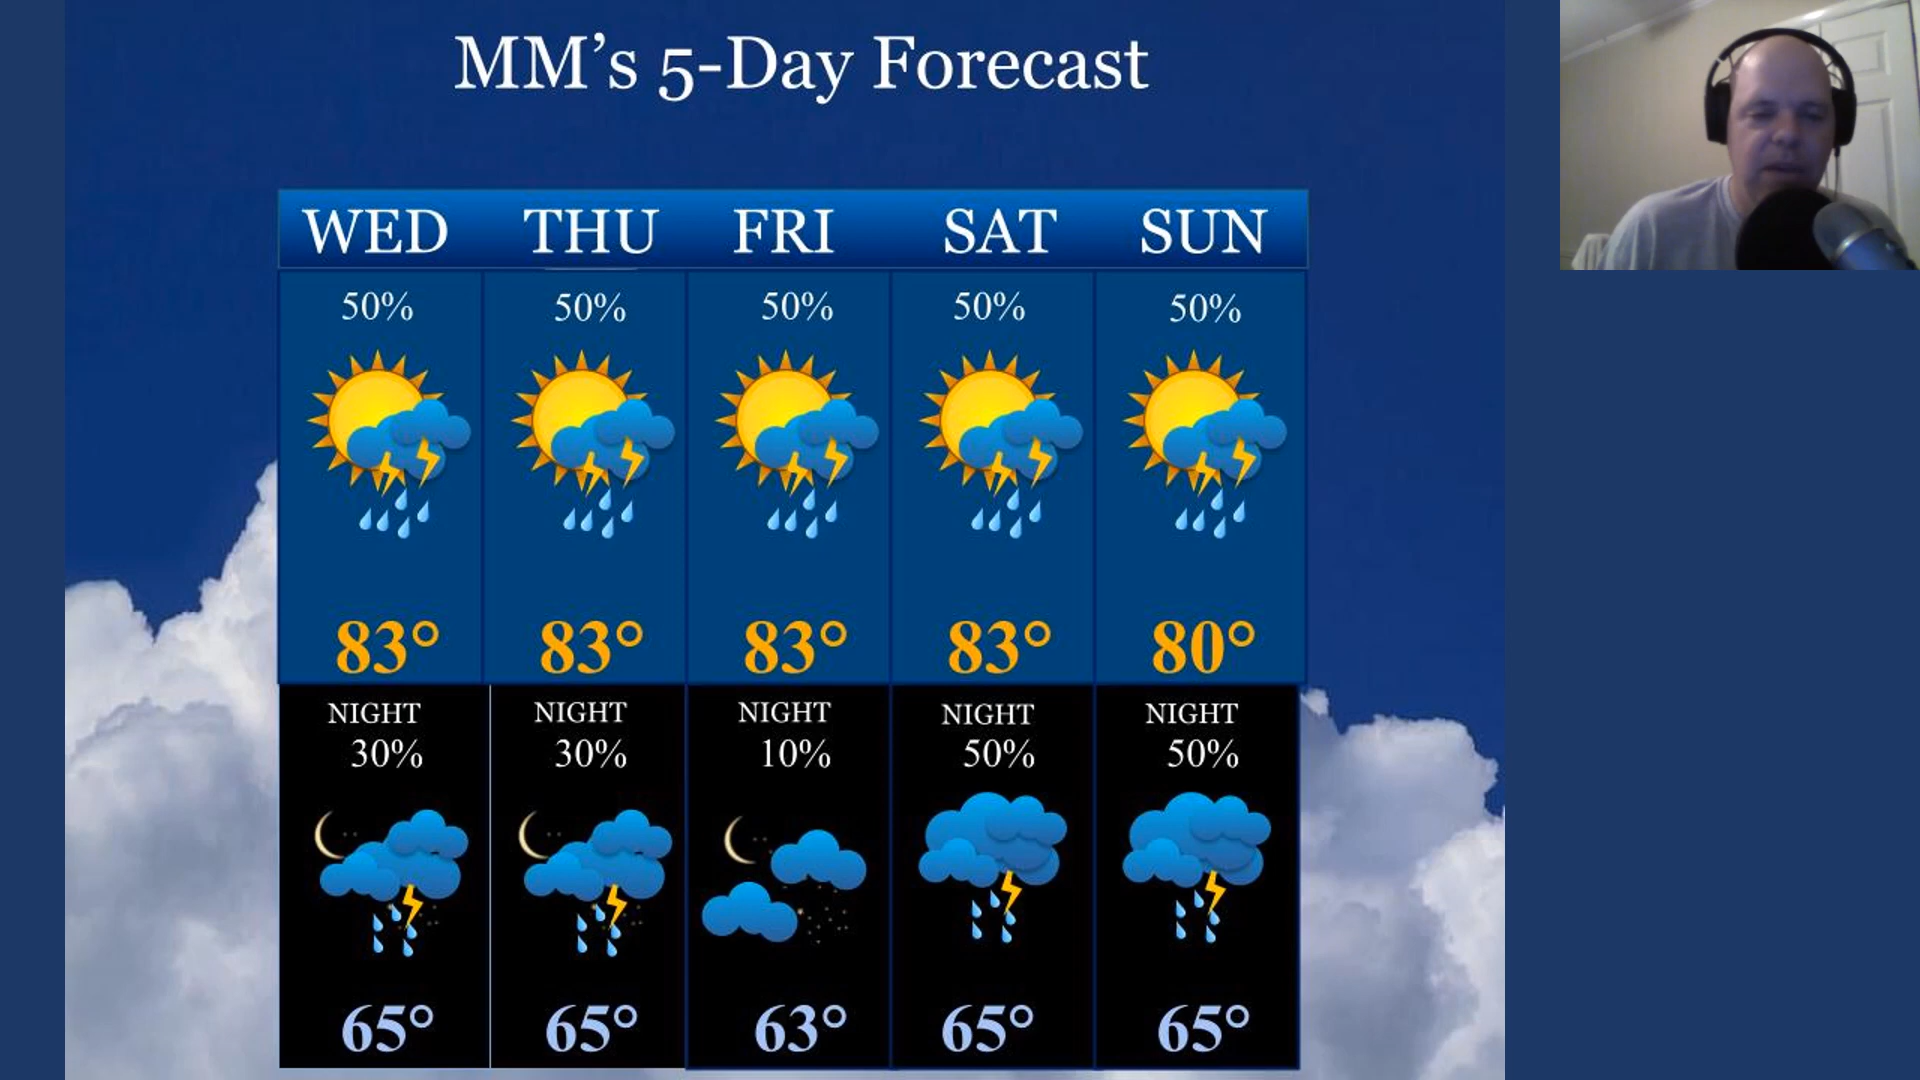 MM’s 5-Day Forecast
WED THU FRI SAT SUN
50% 50% 50% 50% 50%
83° 83° 83° 83° 80°
NIGHT NIGHT NIGHT NIGHT NIGHT
30% 30% 10% 50% 50%
65° 65° 63° 65° 65°